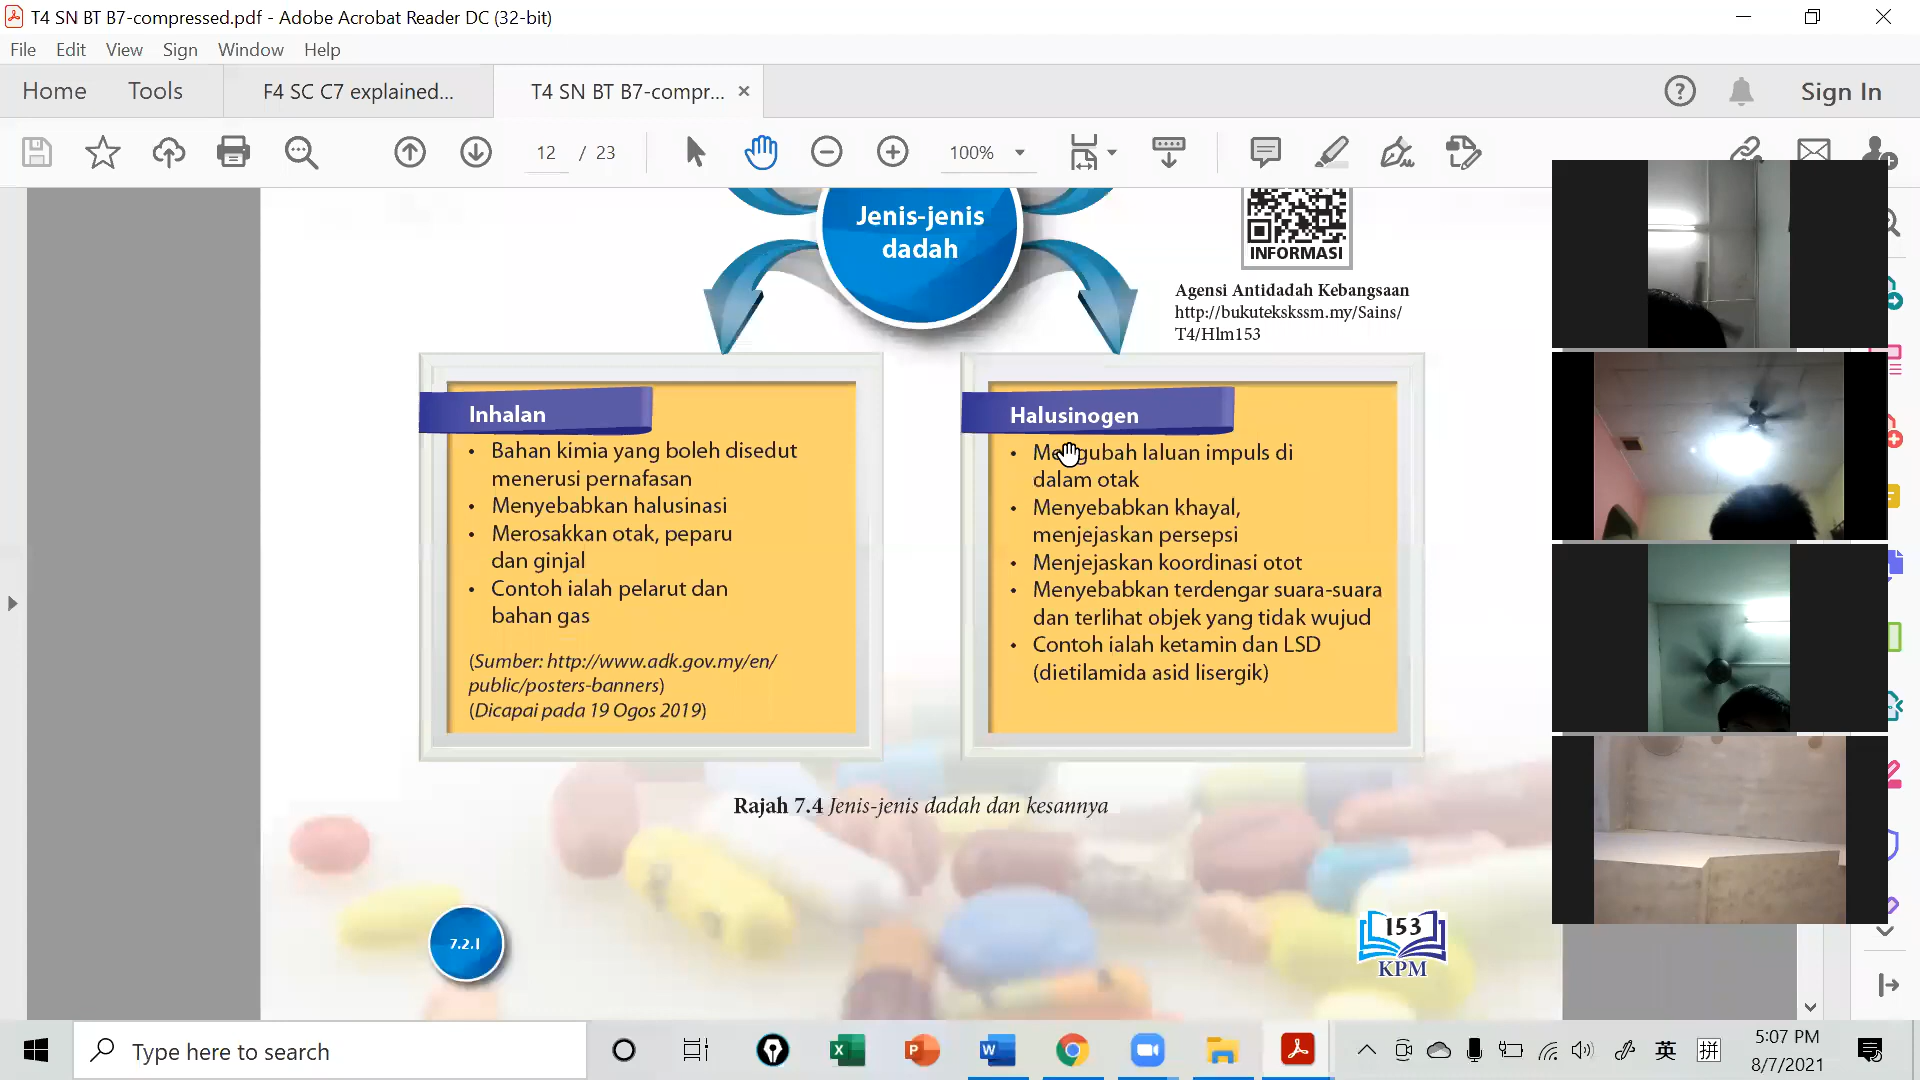 T4 SN BT B7-compressed.pdf - Adobe Acrobat Reader DC (32-bit)
File Edit View Sign Window Help
Home Tools F4 SC C7 explained... T4 SN BT B7-compr... × Sign In
12 / 23 100%
Jenis-jenis
dadah
INFORMASI
Agensi Antidadah Kebangsaan
http://bukutekskssm.my/Sains/
T4/Hlm153
Inhalan
• Bahan kimia yang boleh disedut
menerusi pernafasan
• Menyebabkan halusinasi
• Merosakkan otak, peparu
dan ginjal
• Contoh ialah pelarut dan
bahan gas
(Sumber: http://www.adk.gov.my/en/
public/posters-banners)
(Dicapai pada 19 Ogos 2019)
Halusinogen
• Mengubah laluan impuls di
dalam otak
• Menyebabkan khayal,
menjejaskan persepsi
• Menjejaskan koordinasi otot
• Menyebabkan terdengar suara-suara
dan terlihat objek yang tidak wujud
• Contoh ialah ketamin dan LSD
(dietilamida asid lisergik)
Rajah 7.4 Jenis-jenis dadah dan kesannya
7.2.1
153
KPM
Type here to search
英 拼
5:07 PM
8/7/2021